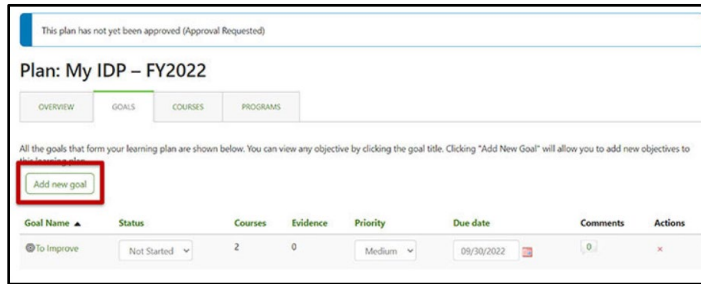 This plan has not yet been approved (Approval Requested)
Plan: My IDP – FY2022
OVERVIEW GOALS COURSES PROGRAMS
All the goals that form your learning plan are shown below. You can view any objective by clicking the goal title. Clicking "Add New Goal" will allow you to add new objectives to
this learning plan.
Add new goal
Goal Name ▲ Status Courses Evidence Priority Due date Comments Actions
To Improve Not Started 2 0 Medium 09/30/2022 0 ×